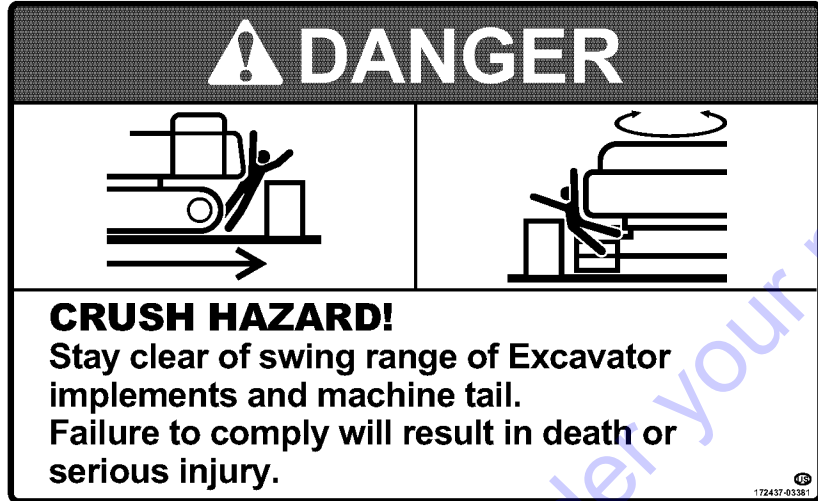 DANGER
CRUSH HAZARD!
Stay clear of swing range of Excavator
implements and machine tail.
Failure to comply will result in death or
serious injury.
US
172437-03381